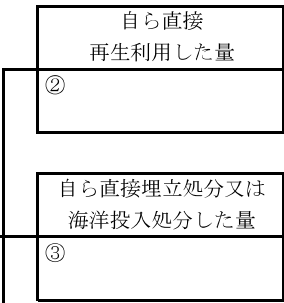 自ら直接
再生利用した量
②
自ら直接埋立処分又は
海洋投入処分した量
③